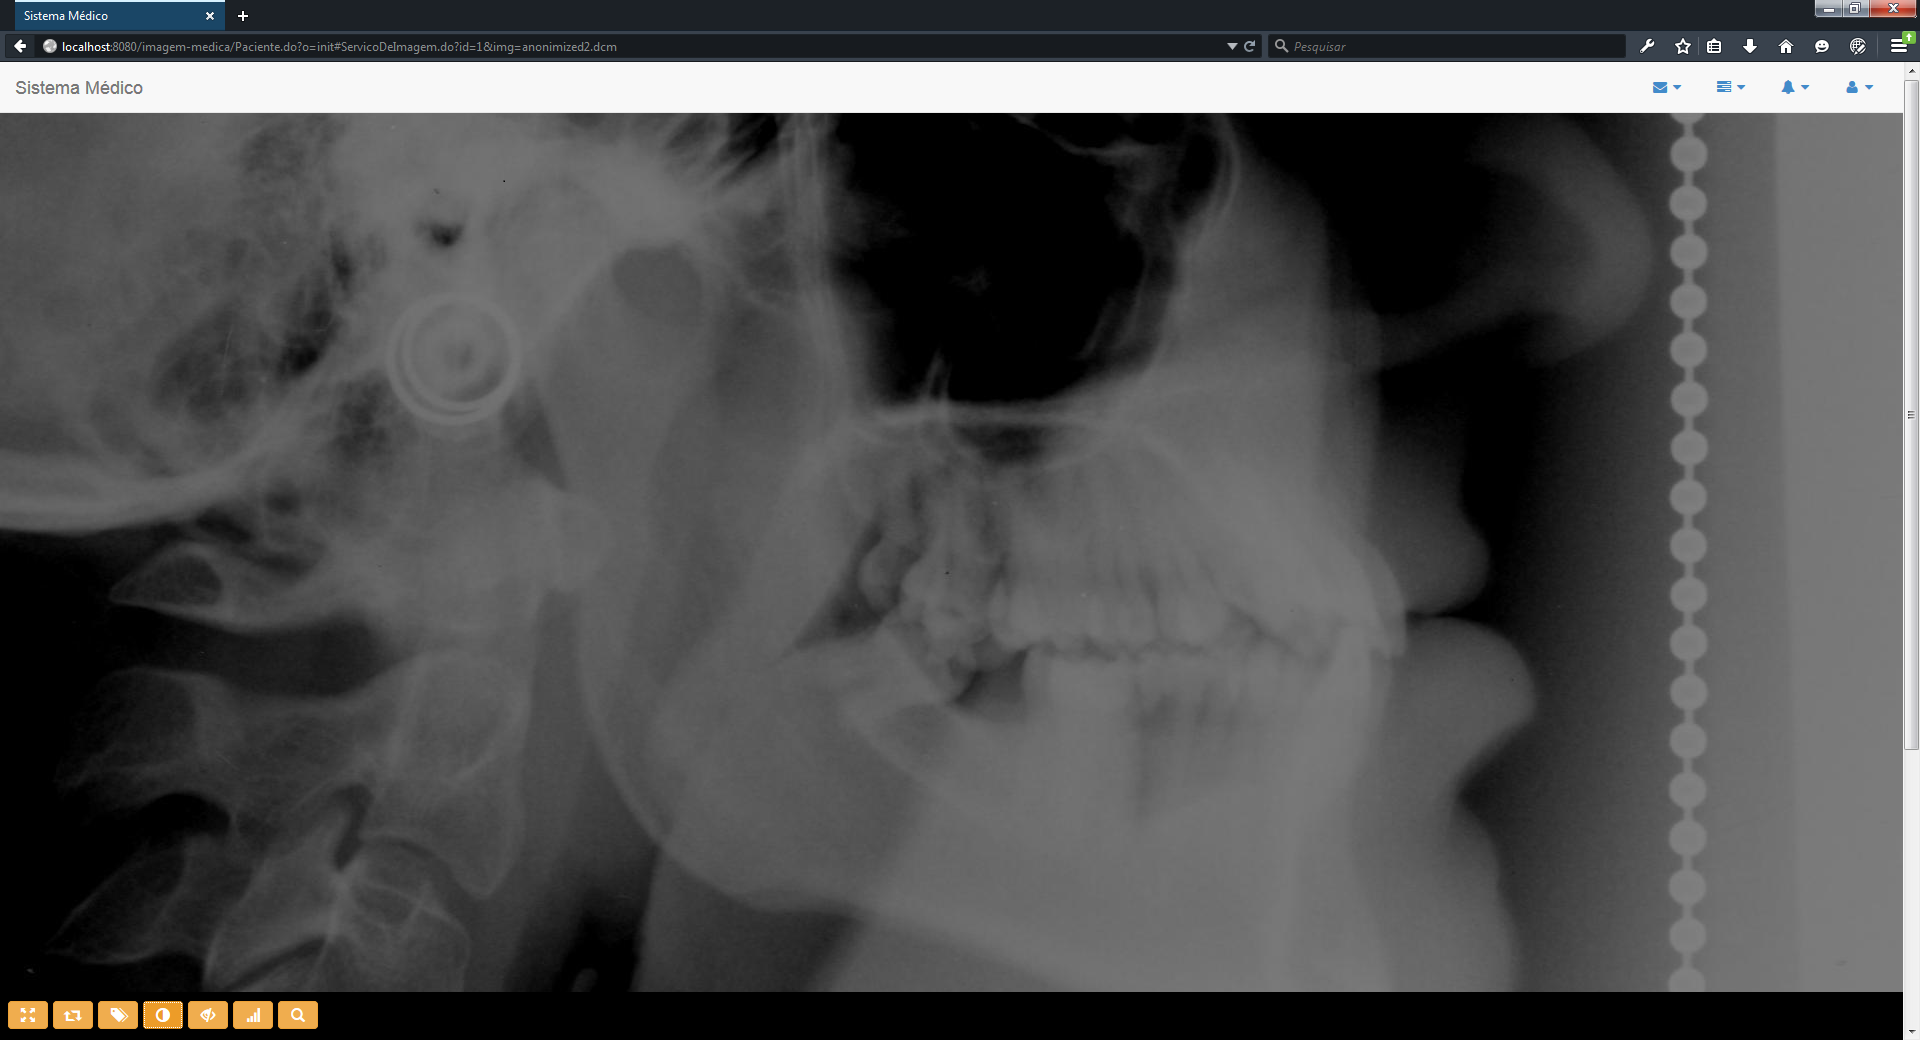 Sistema Médico
localhost:8080/imagem-medica/Paciente.do?o=init#ServicoDeImagem.do?id=1&img=anonimized2.dcm
Pesquisar
Sistema Médico